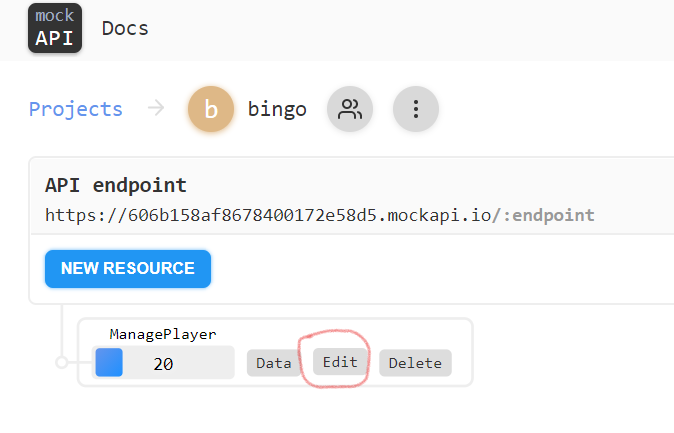 mock
API
Docs
Projects
b
bingo
API endpoint
https://606b158af8678400172e58d5.mockapi.io/:endpoint
NEW RESOURCE
ManagePlayer
20
Data
Edit
Delete